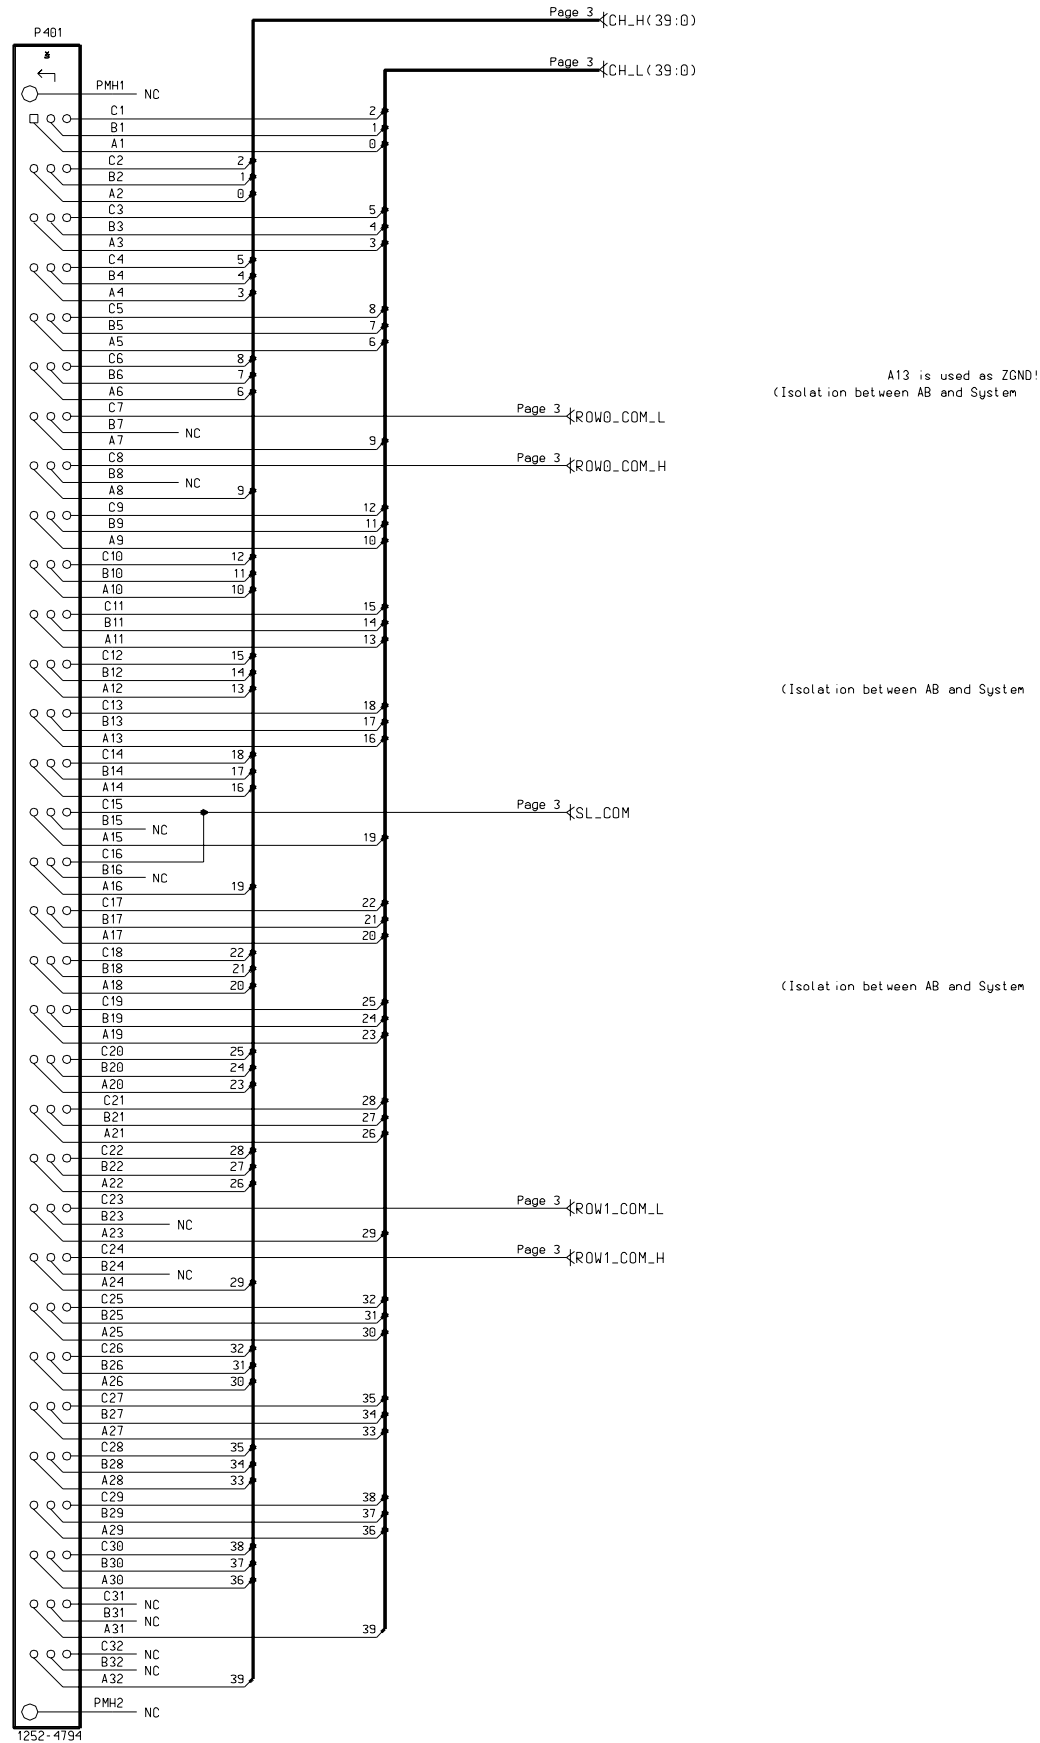 Page 3 CH_H(39:0)
P401
Page 3 CH_L(39:0)
PMH1 NC
C1 2
B1 1
A1 0
C2 2
B2 1
A2 0
C3 5
B3 4
A3 3
C4 5
B4 4
A4 3
C5 8
B5 7
A5 6
C6 8
B6 7
A13 is used as ZGND!
A6 6
(Isolation between AB and System
C7 Page 3 ROW0_COM_L
B7 NC
A7 9
C8 Page 3 ROW0_COM_H
B8 NC
A8 9
C9 12
B9 11
A9 10
C10 12
B10 11
A10 10
C11 15
B11 14
A11 13
C12 15
B12 14
A12 13
(Isolation between AB and System
C13 18
B13 17
A13 16
C14 18
B14 17
A14 16
C15 Page 3 SL_COM
B15 NC
A15 19
C16
B16 NC
A16 19
C17 22
B17 21
A17 20
C18 22
B18 21
A18 20
(Isolation between AB and System
C19 25
B19 24
A19 23
C20 25
B20 24
A20 23
C21 28
B21 27
A21 26
C22 28
B22 27
A22 26
C23 Page 3 ROW1_COM_L
B23 NC
A23 29
C24 Page 3 ROW1_COM_H
B24 NC
A24 29
C25 32
B25 31
A25 30
C26 32
B26 31
A26 30
C27 35
B27 34
A27 33
C28 35
B28 34
A28 33
C29 38
B29 37
A29 36
C30 38
B30 37
A30 36
C31 NC
B31 NC
A31 39
C32 NC
B32 NC
A32 39
PMH2 NC
1252-4794